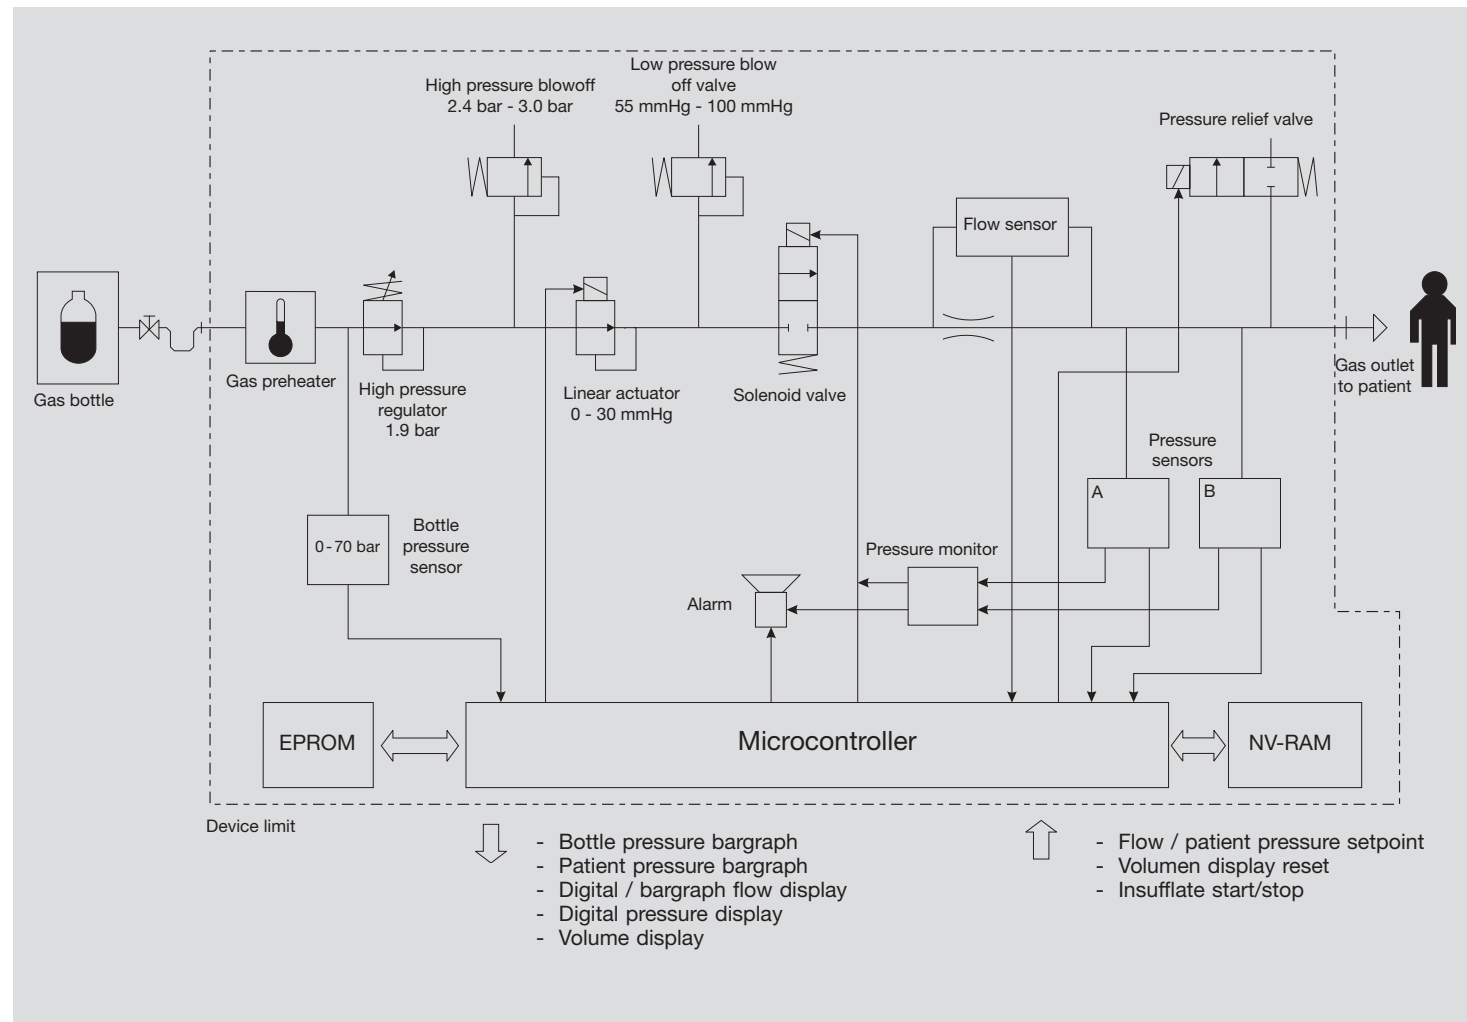 Low pressure blow
off valve
55 mmHg - 100 mmHg
High pressure blowoff
2.4 bar - 3.0 bar
Pressure relief valve
Flow sensor
Gas bottle
Gas preheater
High pressure
regulator
1.9 bar
Linear actuator
0 - 30 mmHg
Solenoid valve
Gas outlet
to patient
Pressure
sensors
A
B
0-70 bar
Bottle
pressure
sensor
Pressure monitor
Alarm
EPROM
Microcontroller
NV-RAM
Device limit
- Bottle pressure bargraph
- Patient pressure bargraph
- Digital / bargraph flow display
- Digital pressure display
- Volume display
- Flow / patient pressure setpoint
- Volumen display reset
- Insufflate start/stop